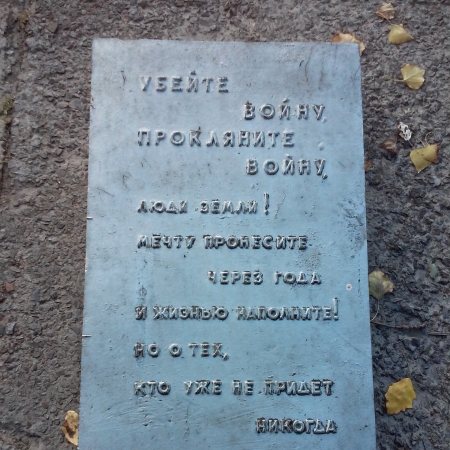 УБЕЙТЕ
ВОЙНУ,
ПРОКЛЯНИТЕ
ВОЙНУ,
ЛЮДИ ЗЕМЛИ!
МЕЧТУ ПРОНЕСИТЕ
ЧЕРЕЗ ГОДА
И ЖИЗНЬЮ НАПОЛНИТЕ!
НО О ТЕХ,
КТО УЖЕ НЕ ПРИДЕТ
НИКОГДА